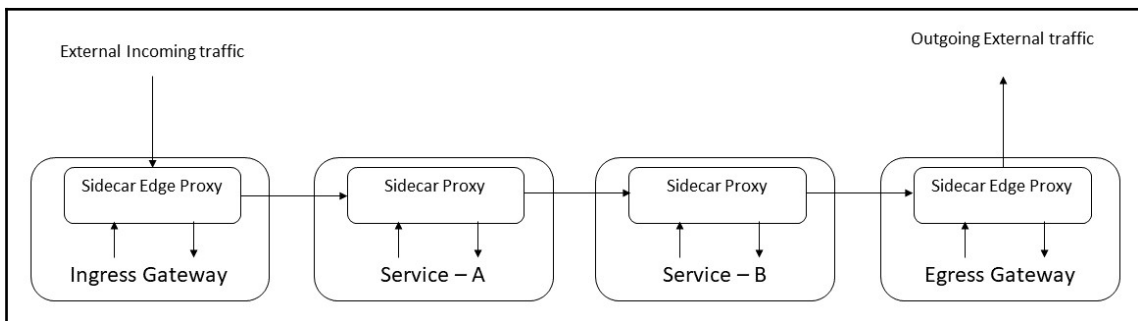 External Incoming traffic
Outgoing External traffic
Sidecar Edge Proxy
Sidecar Proxy
Sidecar Proxy
Sidecar Edge Proxy
Ingress Gateway
Service – A
Service – B
Egress Gateway